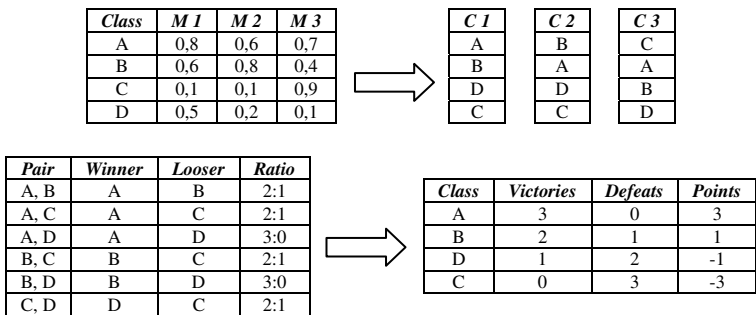 Class M 1 M 2 M 3
A 0,8 0,6 0,7
B 0,6 0,8 0,4
C 0,1 0,1 0,9
D 0,5 0,2 0,1
C 1
A
B
D
C
C 2
B
A
D
C
C 3
C
A
B
D
Pair Winner Looser Ratio
A, B A B 2:1
A, C A C 2:1
A, D A D 3:0
B, C B C 2:1
B, D B D 3:0
C, D D C 2:1
Class Victories Defeats Points
A 3 0 3
B 2 1 1
D 1 2 -1
C 0 3 -3